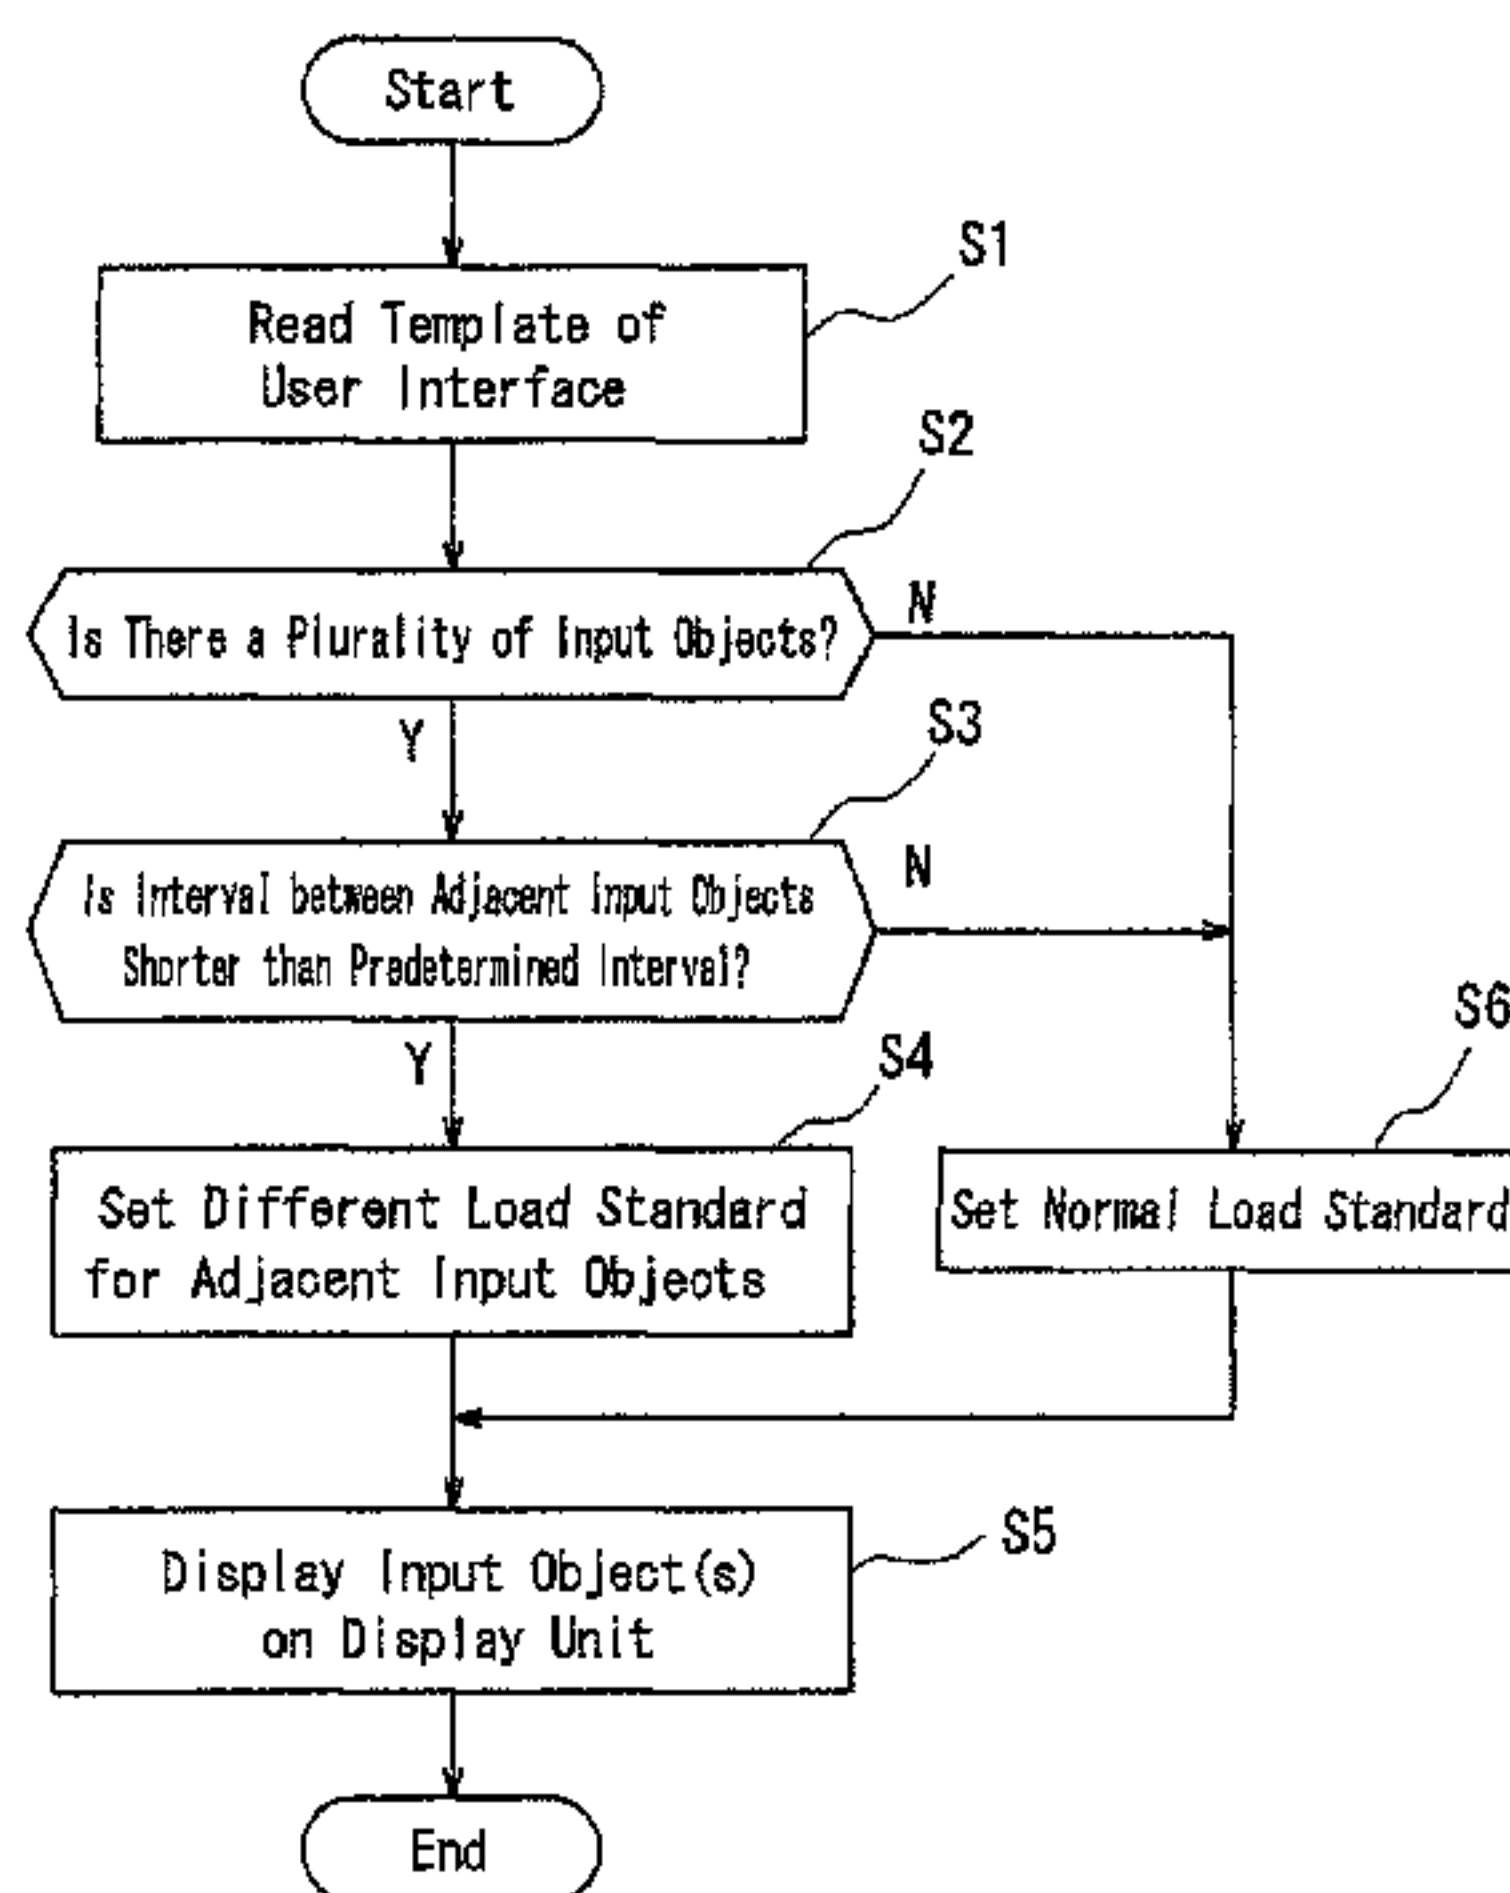 Start
S1
Read Template of
User Interface
S2
Is There a Plurality of Input Objects?
N
Y
S3
Is Interval between Adjacent Input Objects
Shorter than Predetermined Interval?
N
Y
S4
S6
Set Different Load Standard
for Adjacent Input Objects
Set Normal Load Standard
S5
Display Input Object(s)
on Display Unit
End